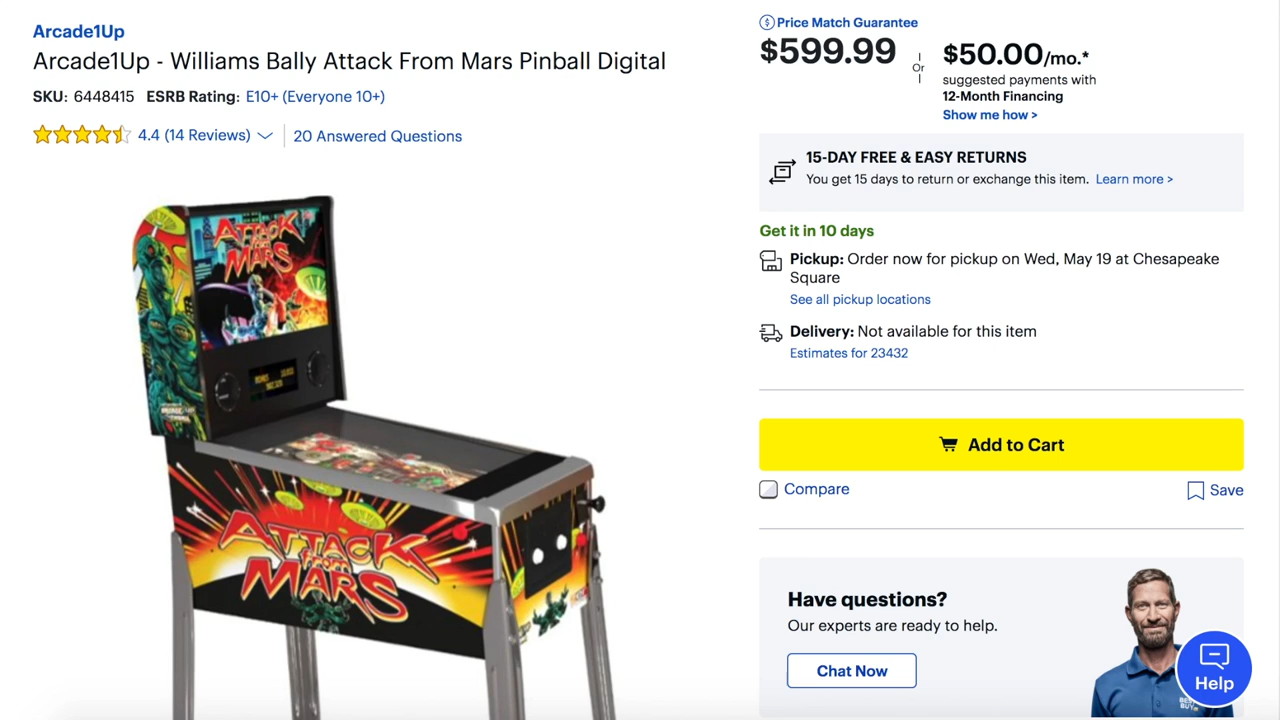 Arcade1Up
Arcade1Up - Williams Bally Attack From Mars Pinball Digital
SKU: 6448415 ESRB Rating: E10+ (Everyone 10+)
4.4 (14 Reviews)
20 Answered Questions
ATTACK
from
MARS
ATTACK
from
MARS
Price Match Guarantee
$599.99
Or
$50.00/mo.*
suggested payments with
12-Month Financing
Show me how >
15-DAY FREE & EASY RETURNS
You get 15 days to return or exchange this item. Learn more >
Get it in 10 days
Pickup: Order now for pickup on Wed, May 19 at Chesapeake
Square
See all pickup locations
Delivery: Not available for this item
Estimates for 23432
Add to Cart
Compare
Save
Have questions?
Our experts are ready to help.
Chat Now
BEST
BUY
Help